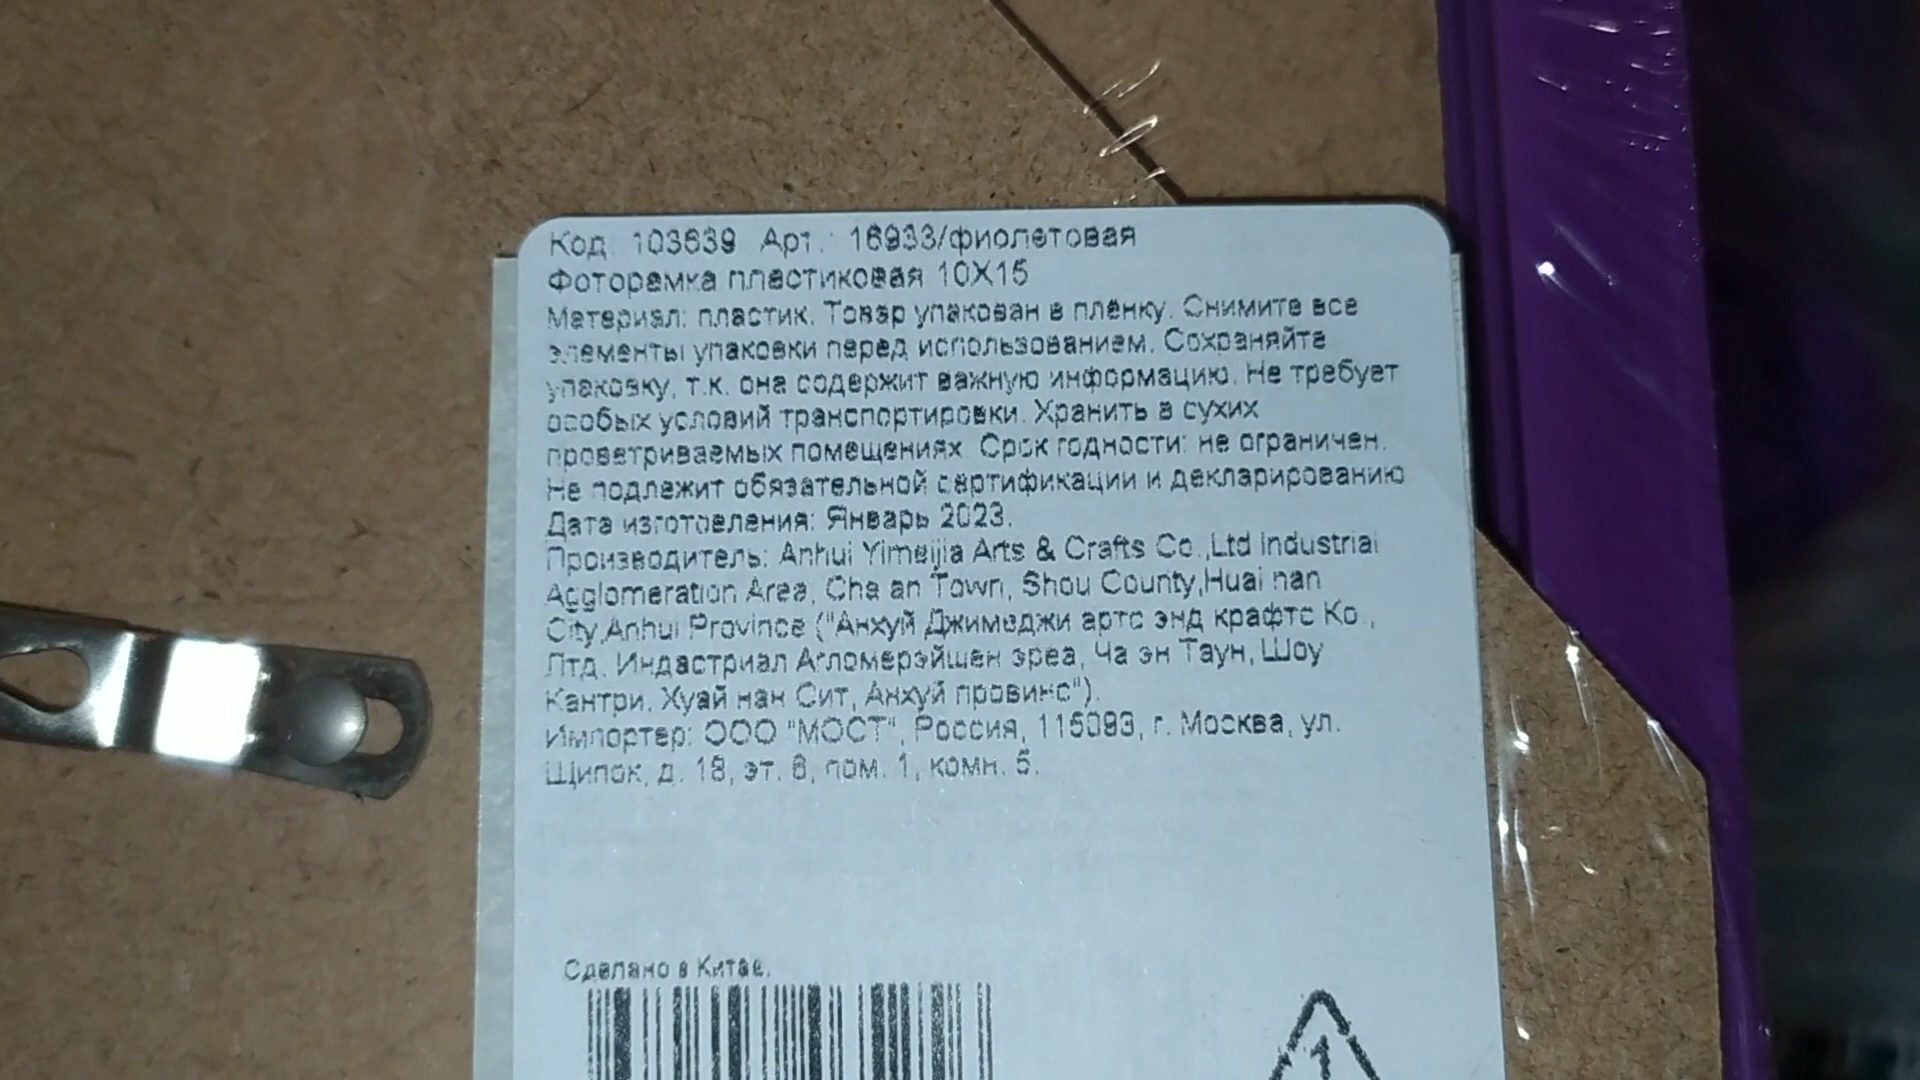 Код: 103639 Арт.: 16933/фиолетовая
Фоторамка пластиковая 10X15
Материал: пластик. Товар упакован в плёнку. Снимите все
элементы упаковки перед использованием. Сохраняйте
упаковку, т.к. она содержит важную информацию. Не требует
особых условий транспортировки. Хранить в сухих
проветриваемых помещениях. Срок годности: не ограничен.
Не подлежит обязательной сертификации и декларированию
Дата изготовления: Январь 2023.
Производитель: Anhui Yimeijia Arts & Crafts Co.,Ltd Industrial
Agglomeration Area, Cha an Town, Shou County,Huai nan
City,Anhui Province ("Анхуй Джимеджи артс энд крафтс Ко.,
Лтд. Индастриал Агломерэйшен эреа, Ча эн Таун, Шоу
Кантри, Хуай нан Сит, Анхуй провинс").
Импортер: ООО "МОСТ", Россия, 115093, г. Москва, ул.
Щипок, д. 18, эт. 6, пом. 1, комн. 5.
Сделано в Китае.
1